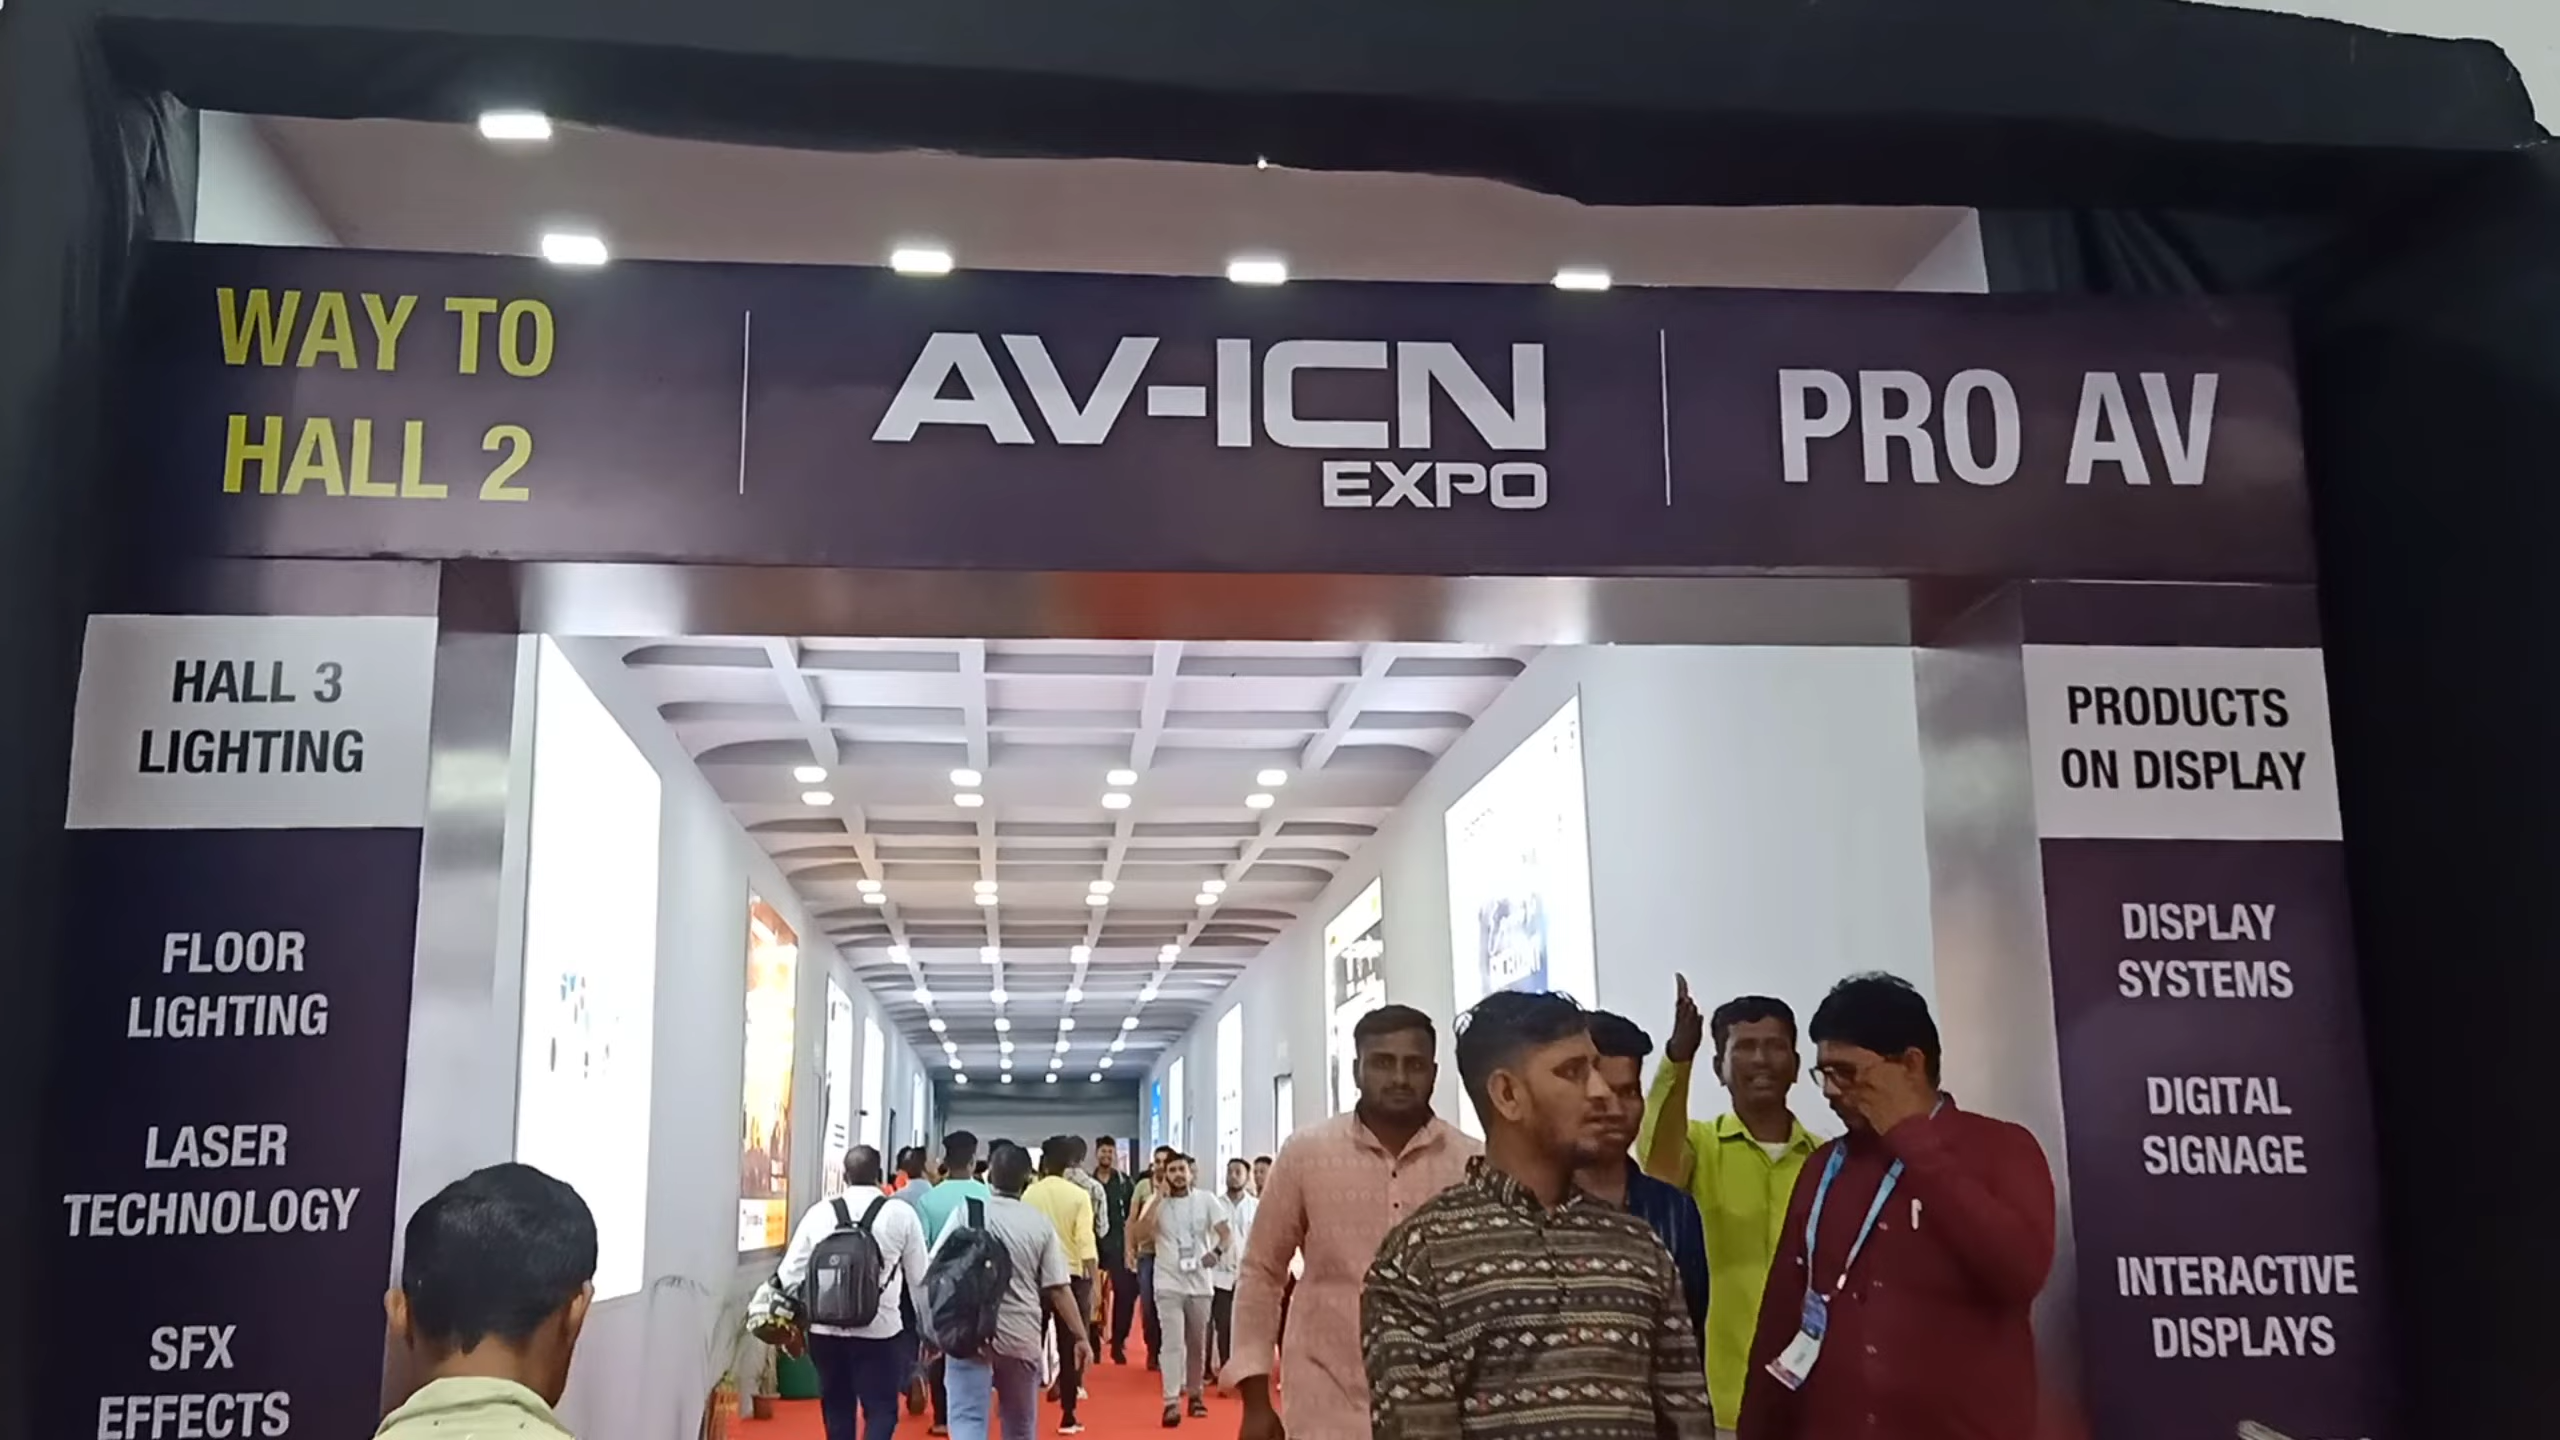 WAY TO
HALL 2
AV-ICN
EXPO
PRO AV
HALL 3
LIGHTING
FLOOR
LIGHTING
LASER
TECHNOLOGY
SFX
EFFECTS
PRODUCTS
ON DISPLAY
DISPLAY
SYSTEMS
DIGITAL
SIGNAGE
INTERACTIVE
DISPLAYS